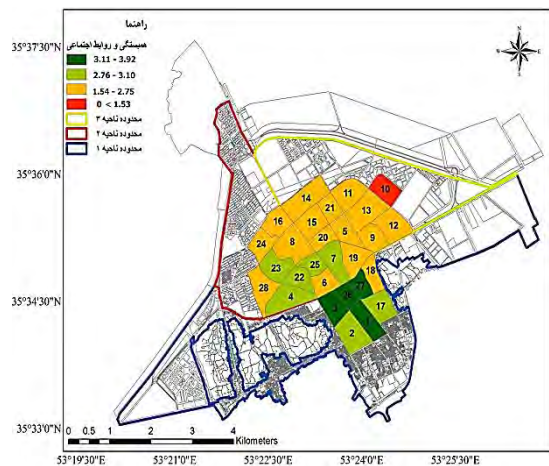 راهنما
همبستگی و روابط اجتماعی
3.11 - 3.92
2.76 - 3.10
1.54 - 2.75
0 < 1.53
محدوده ناحیه ۳
محدوده ناحیه ۲
محدوده ناحیه ۱
N
W E
S
35°37'30"N
35°36'0"N
35°34'30"N
35°33'0"N
14
11
10
16
21
13
15
5
12
24
8
20
9
23
25
7
19
18
22
28
4
6
27
26
3
17
1
2
0 0.5 1 2 3 4
Kilometers
53°19'30"E 53°21'0"E 53°22'30"E 53°24'0"E 53°25'30"E